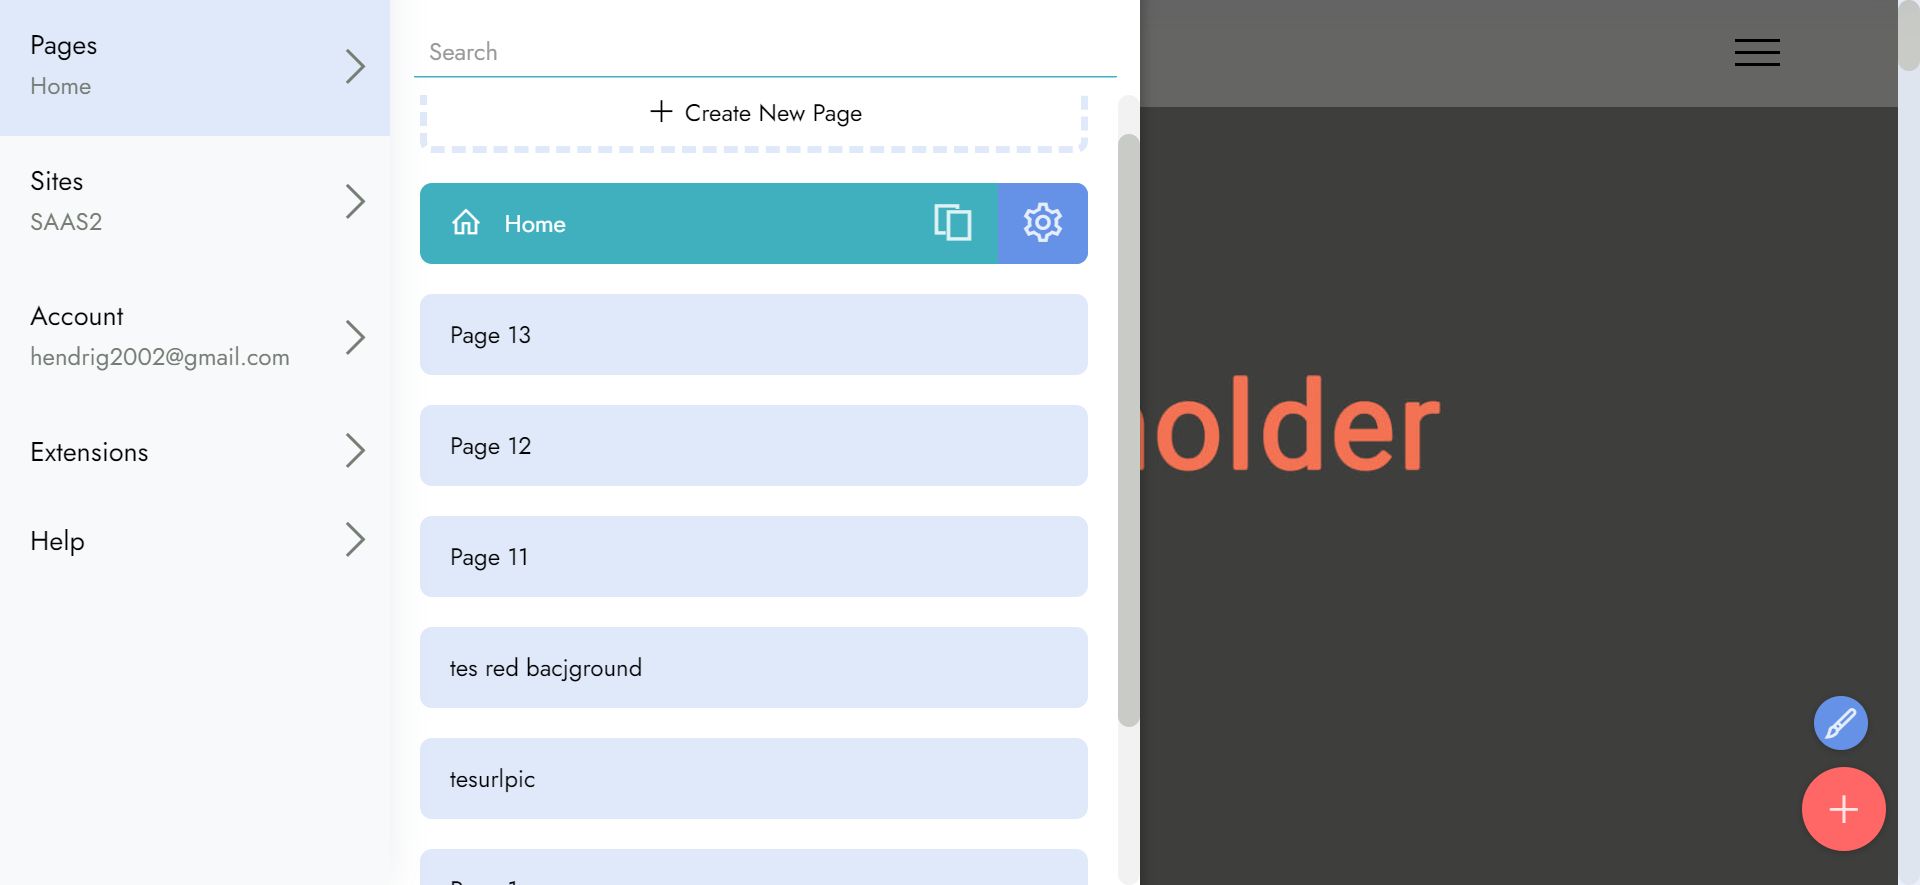 Pages
Home
Sites
SAAS2
Account
hendrig2002@gmail.com
Extensions
Help
Search
Create New Page
Home
Page 13
Page 12
Page 11
tes red bacjground
tesurlpic
older